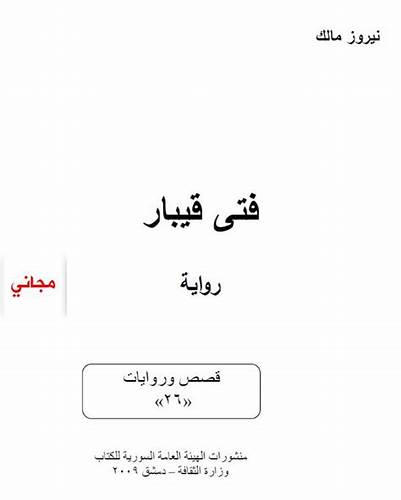 نيروز مالك
فتى قيبار
رواية
مجاني
قصص وروايات
«٢٦»
منشورات الهيئة العامة السورية للكتاب
وزارة الثقافة – دمشق ٢٠٠٩